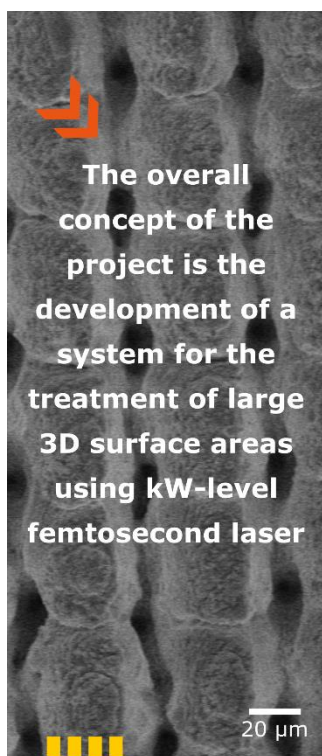 The overall
concept of the
project is the
development of a
system for the
treatment of large
3D surface areas
using kW-level
femtosecond laser
20 µm